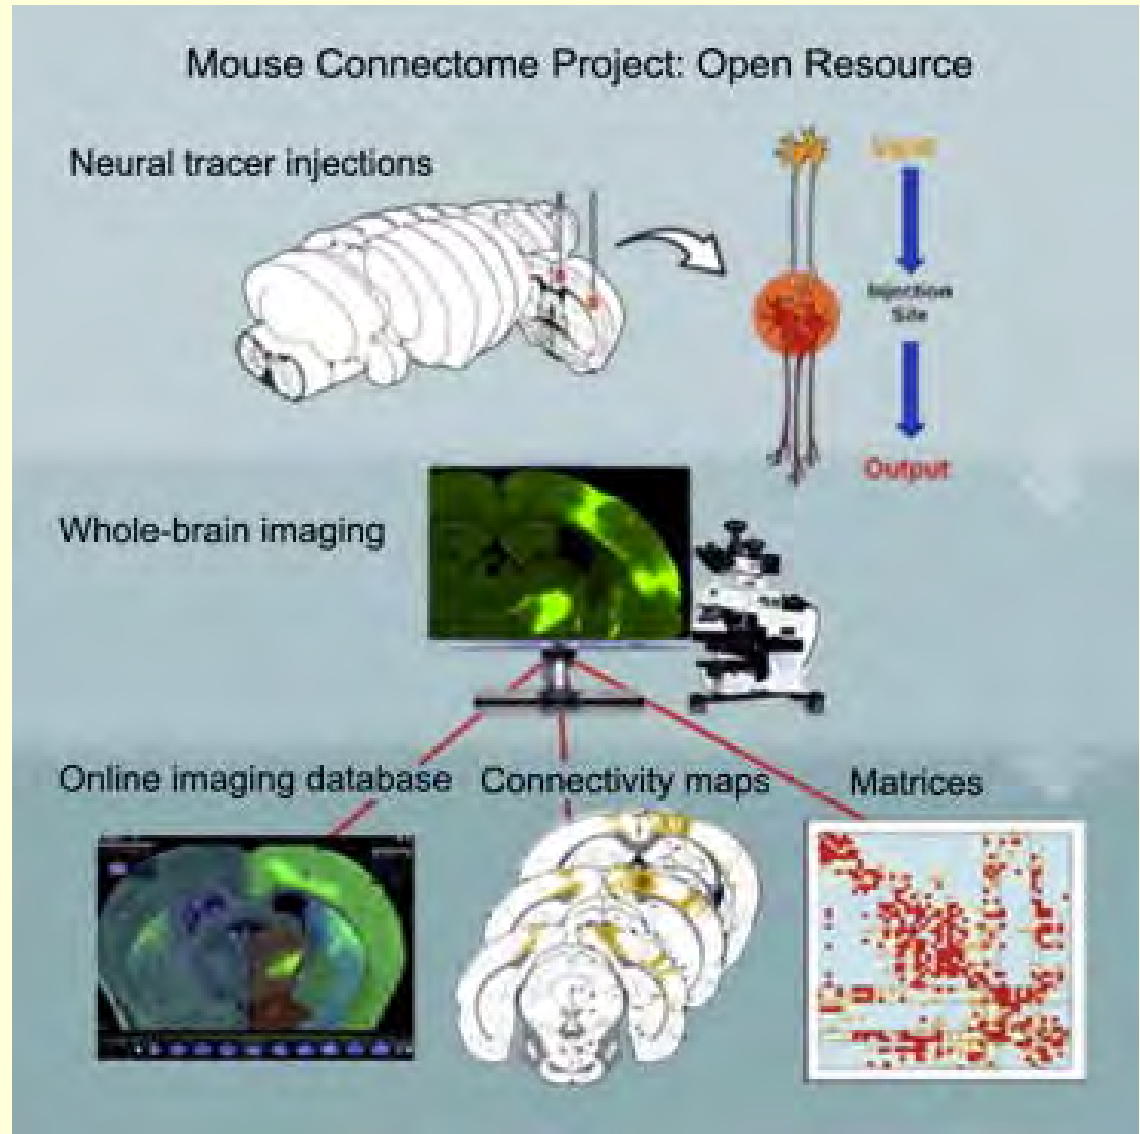 Mouse Connectome Project: Open Resource
Neural tracer injections
Injection
Site
Output
Whole-brain imaging
Online imaging database
Connectivity maps
Matrices